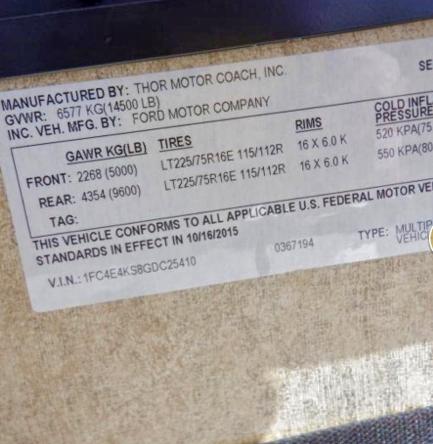 MANUFACTURED BY: THOR MOTOR COACH, INC. SE
GVWR: 6577 KG(14500 LB)
INC. VEH. MFG. BY: FORD MOTOR COMPANY
GAWR KG(LB) TIRES RIMS COLD INFL PRESSURE
FRONT: 2268 (5000) LT225/75R16E 115/112R 16 X 6.0 K 520 KPA(75
REAR: 4354 (9600) LT225/75R16E 115/112R 16 X 6.0 K 550 KPA(80
TAG:
THIS VEHICLE CONFORMS TO ALL APPLICABLE U.S. FEDERAL MOTOR VE
STANDARDS IN EFFECT IN 10/16/2015
V.I.N.: 1FC4E4KS8GDC25410 0367194 TYPE: MULTIP
VEHIC